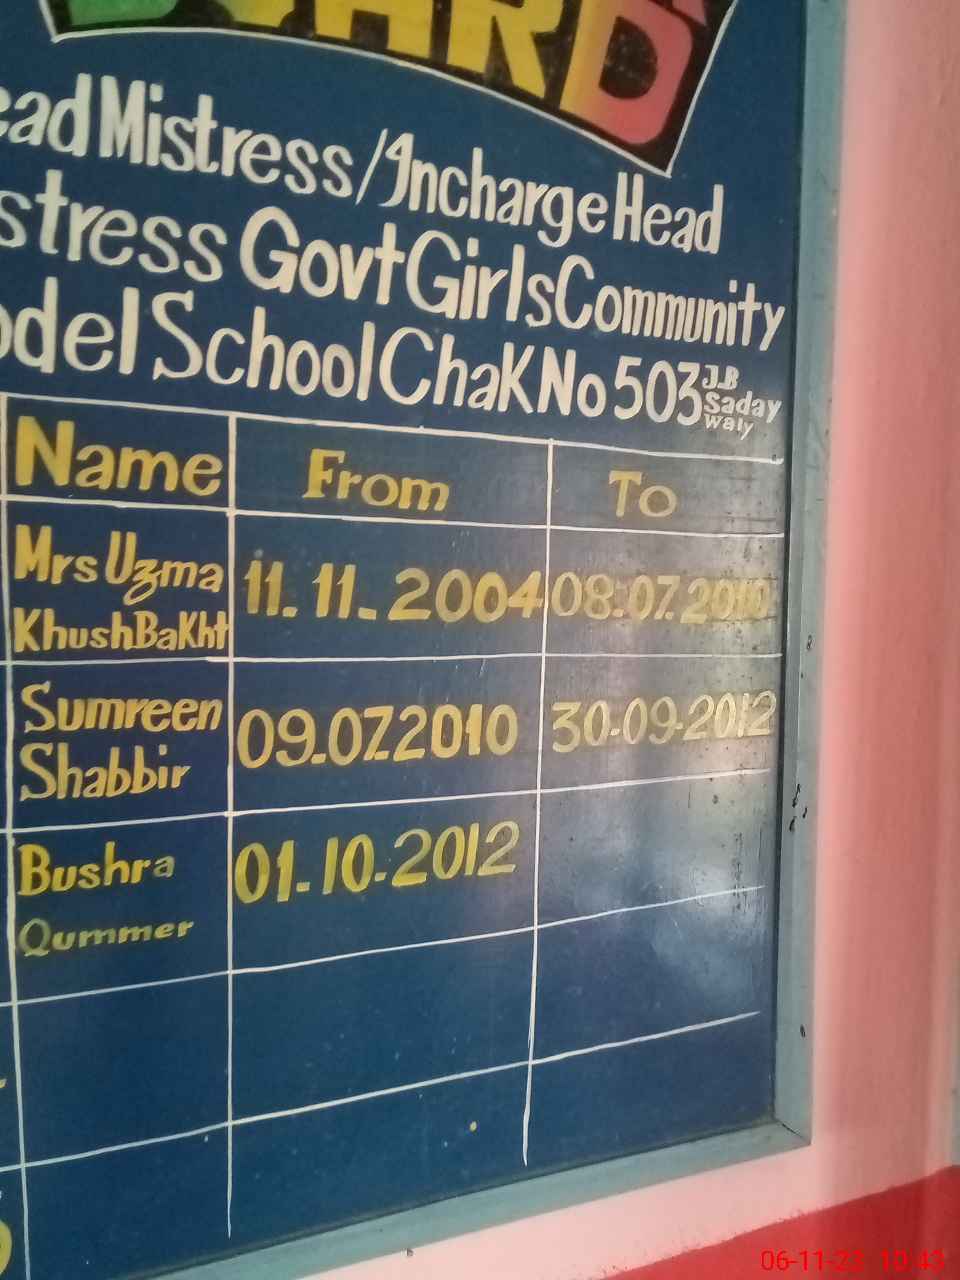 ARD
ead Mistress / Incharge Head
stress Govt Girls Community
odel School Chak No 503 J.B
Saday
waly
Name From To
Mrs Uzma
KhushBaKht 11.11.2004 08.07.2010
Sumreen
Shabbir 09.07.2010 30-09-2012
Bushra
Qummer 01-10-2012
06-11-23 10:43